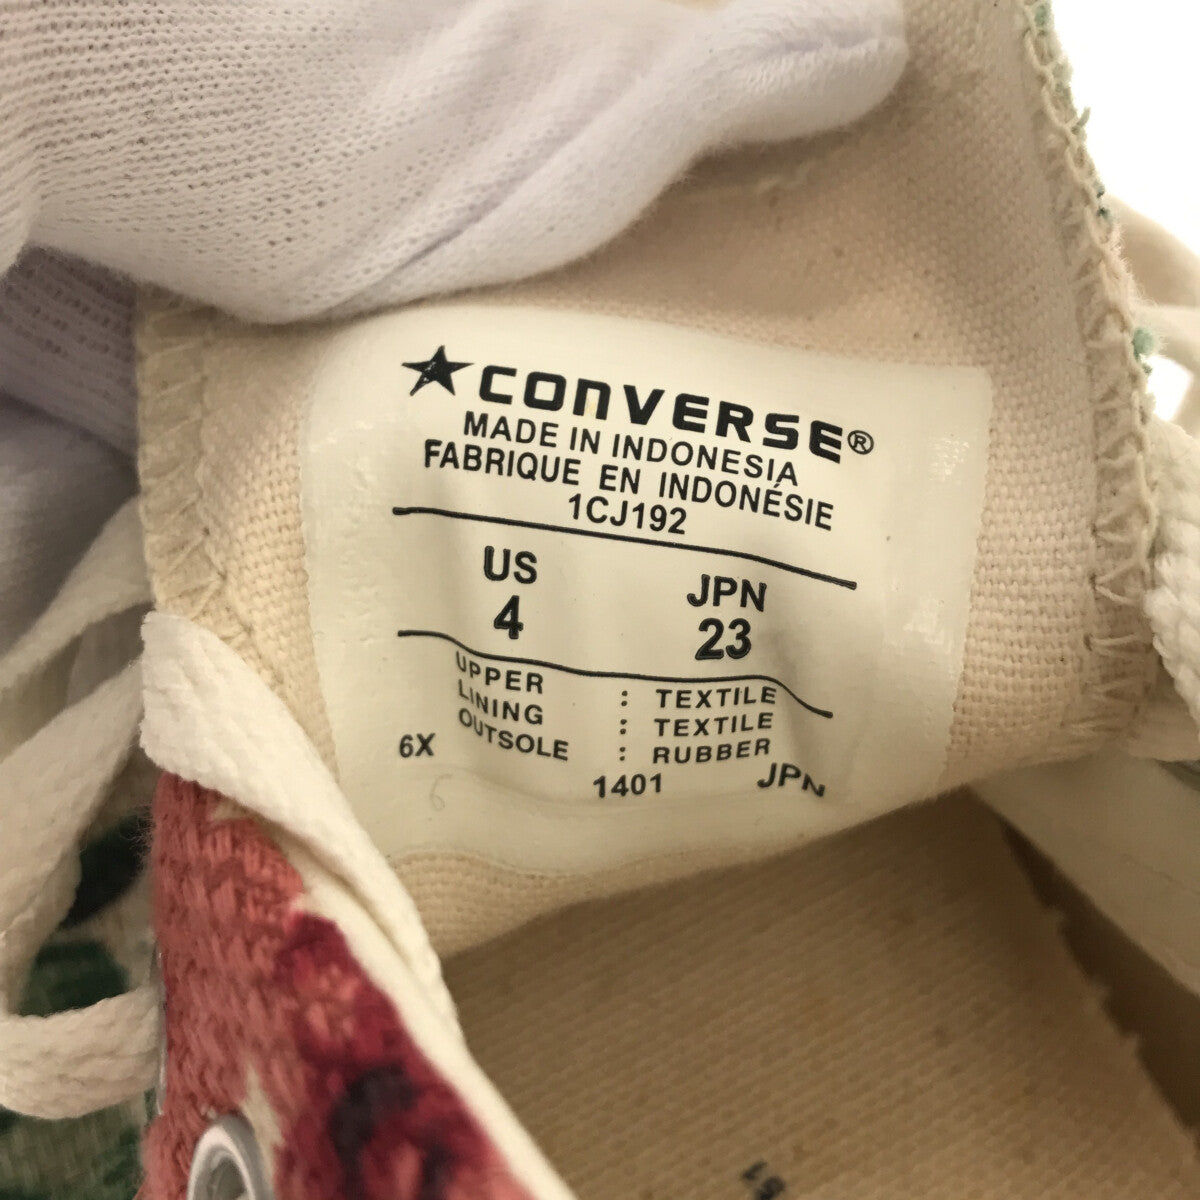 ★CONVERSE®
MADE IN INDONESIA
FABRIQUE EN INDONÉSIE
1CJ192
US JPN
4 23
UPPER : TEXTILE
LINING : TEXTILE
OUTSOLE : RUBBER
6X 1401 JPN